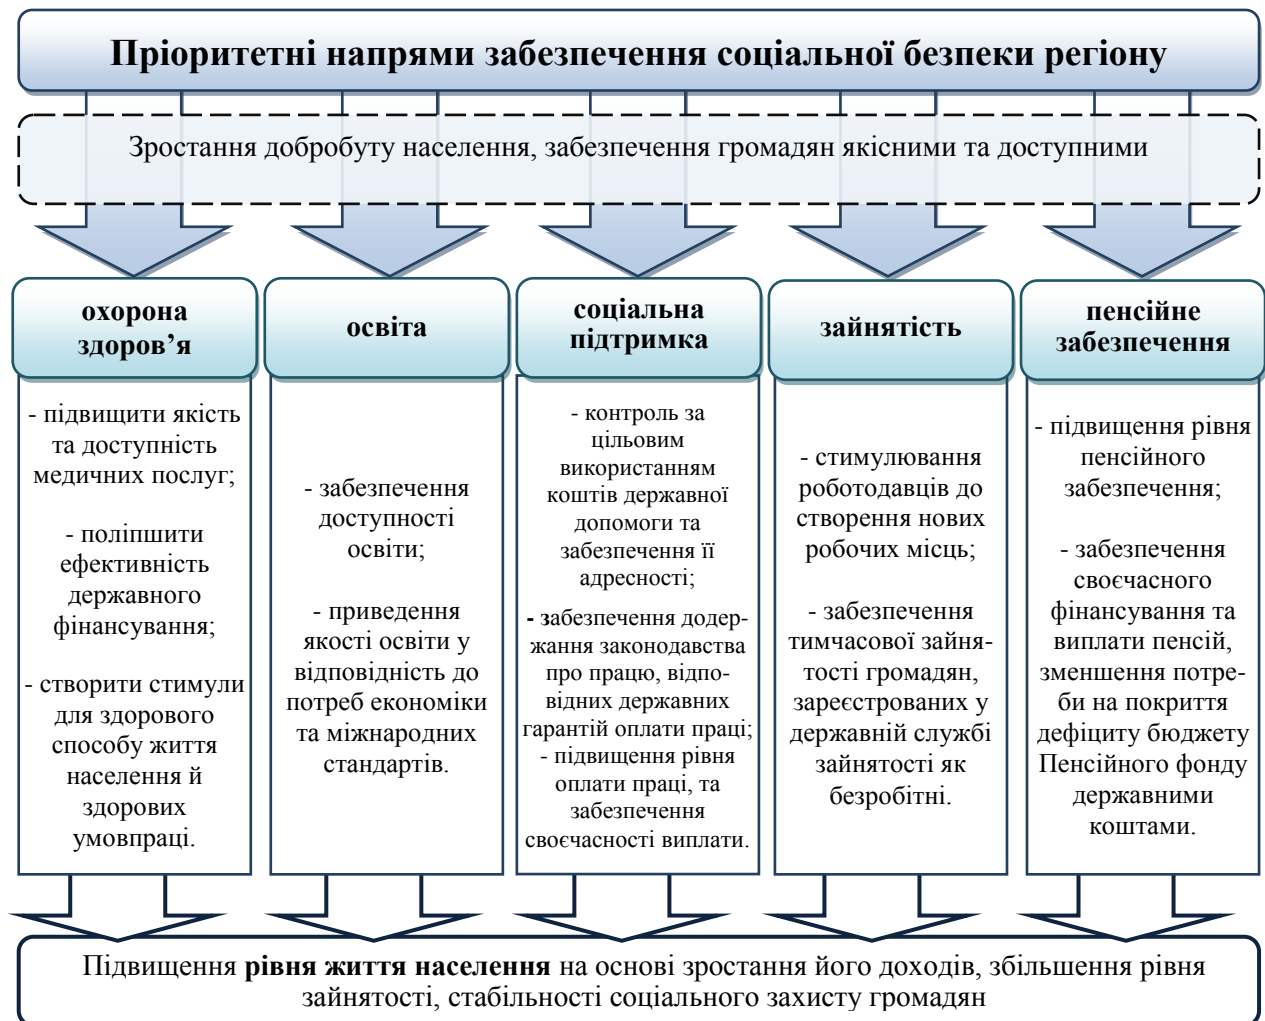 Пріоритетні напрями забезпечення соціальної безпеки регіону
Зростання добробуту населення, забезпечення громадян якісними та доступними
охорона
здоров’я
- підвищити якість
та доступність
медичних послуг;
- поліпшити
ефективність
державного
фінансування;
- створити стимули
для здорового
способу життя
населення й
здорових
умовпраці.
освіта
- забезпечення
доступності
освіти;
- приведення
якості освіти у
відповідність до
потреб економіки
та міжнародних
стандартів.
соціальна
підтримка
- контроль за
цільовим
використанням
коштів державної
допомоги та
забезпечення її
адресності;
- забезпечення додер-
жання законодавства
про працю, відпо-
відних державних
гарантій оплати праці;
- підвищення рівня
оплати праці, та
забезпечення
своєчасності виплати.
зайнятість
- стимулювання
роботодавців до
створення нових
робочих місць;
- забезпечення
тимчасової зайня-
тості громадян,
зареєстрованих у
державній службі
зайнятості як
безробітні.
пенсійне
забезпечення
- підвищення рівня
пенсійного
забезпечення;
- забезпечення
своєчасного
фінансування та
виплати пенсій,
зменшення потре-
би на покриття
дефіциту бюджету
Пенсійного фонду
державними
коштами.
Підвищення рівня життя населення на основі зростання його доходів, збільшення рівня
зайнятості, стабільності соціального захисту громадян